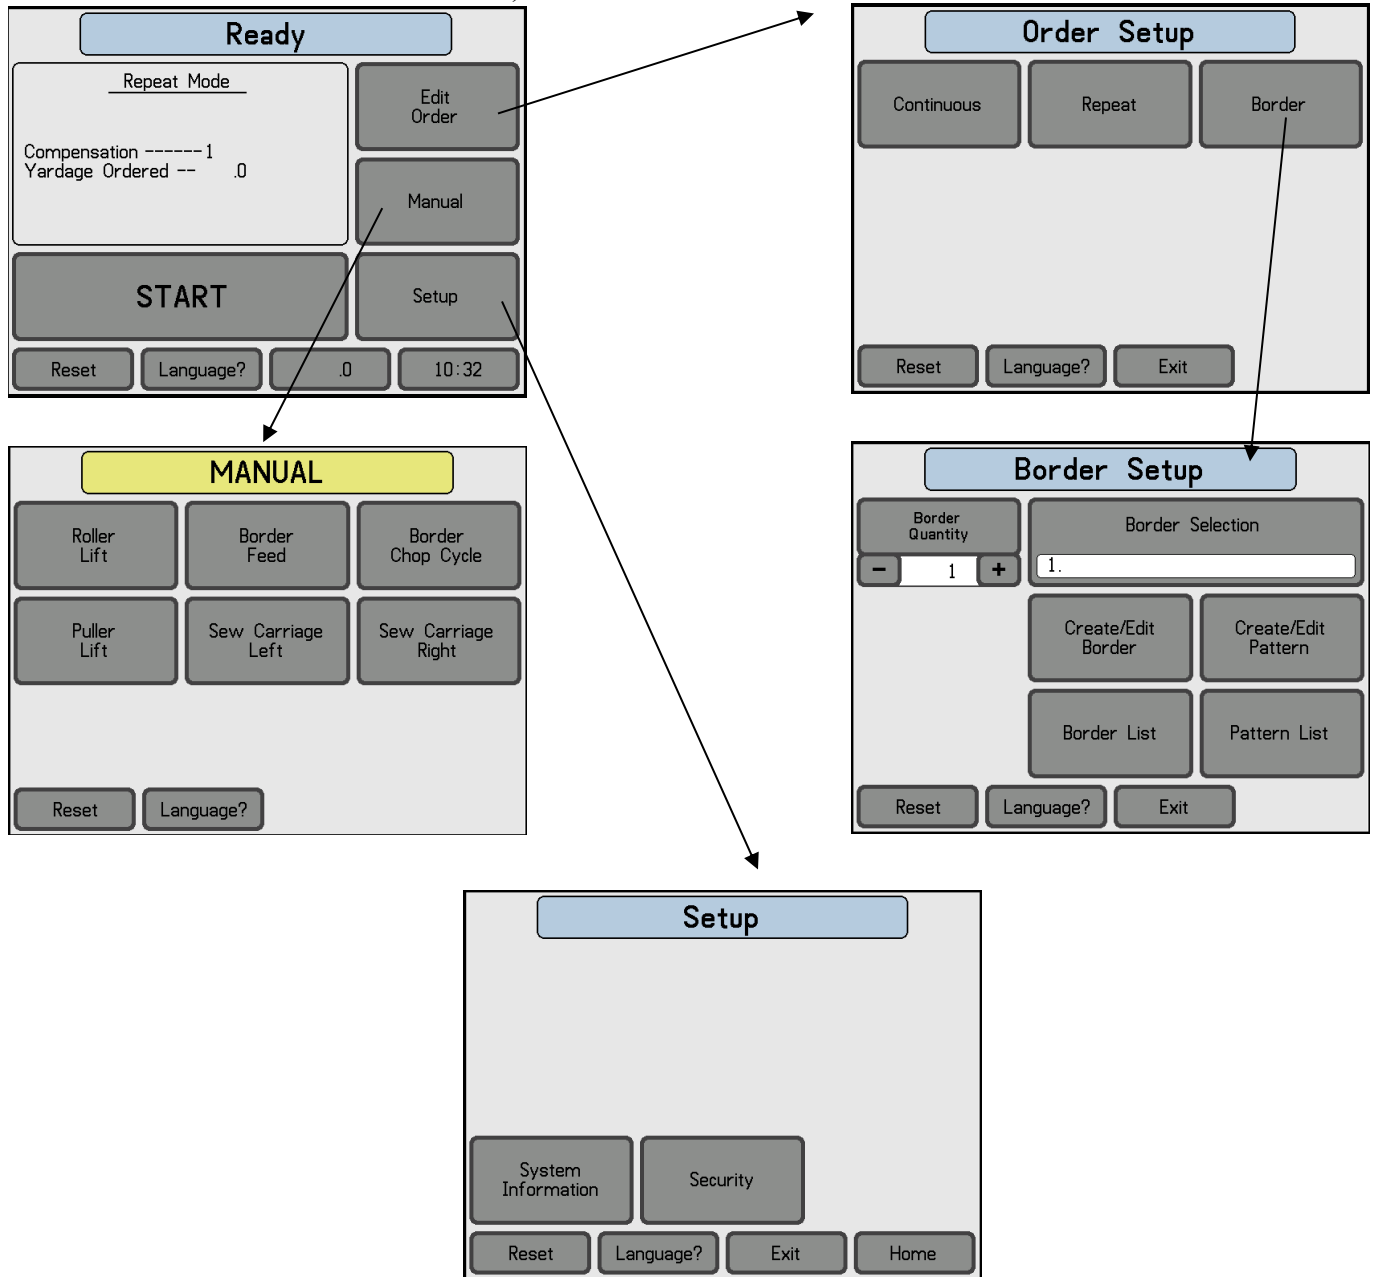 Ready
Repeat Mode
Compensation ------1
Yardage Ordered -- .0
Edit
Order
Manual
START
Setup
Reset
Language?
.0
10:32
Order Setup
Continuous
Repeat
Border
Reset
Language?
Exit
MANUAL
Roller
Lift
Border
Feed
Border
Chop Cycle
Puller
Lift
Sew Carriage
Left
Sew Carriage
Right
Reset
Language?
Border Setup
Border
Quantity
- 1 +
Border Selection
1.
Create/Edit
Border
Create/Edit
Pattern
Border List
Pattern List
Reset
Language?
Exit
Setup
System
Information
Security
Reset
Language?
Exit
Home